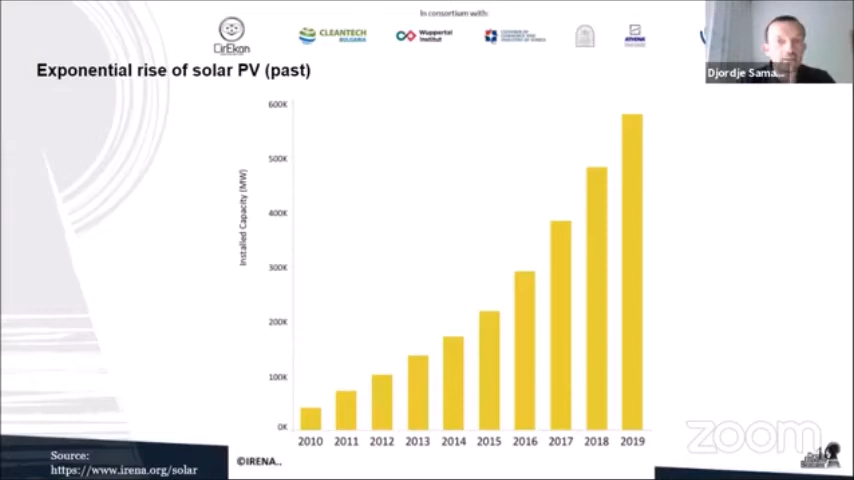 In consortium with:
CirEkon
CLEANTECH
BULGARIA
Wuppertal
Institut
ATHENA
Exponential rise of solar PV (past)
Djordje Sama...
600K
500K
400K
300K
200K
100K
0K
Installed Capacity (MW)
2010 2011 2012 2013 2014 2015 2016 2017 2018 2019
©IRENA..
Source:
https://www.irena.org/solar
zoom